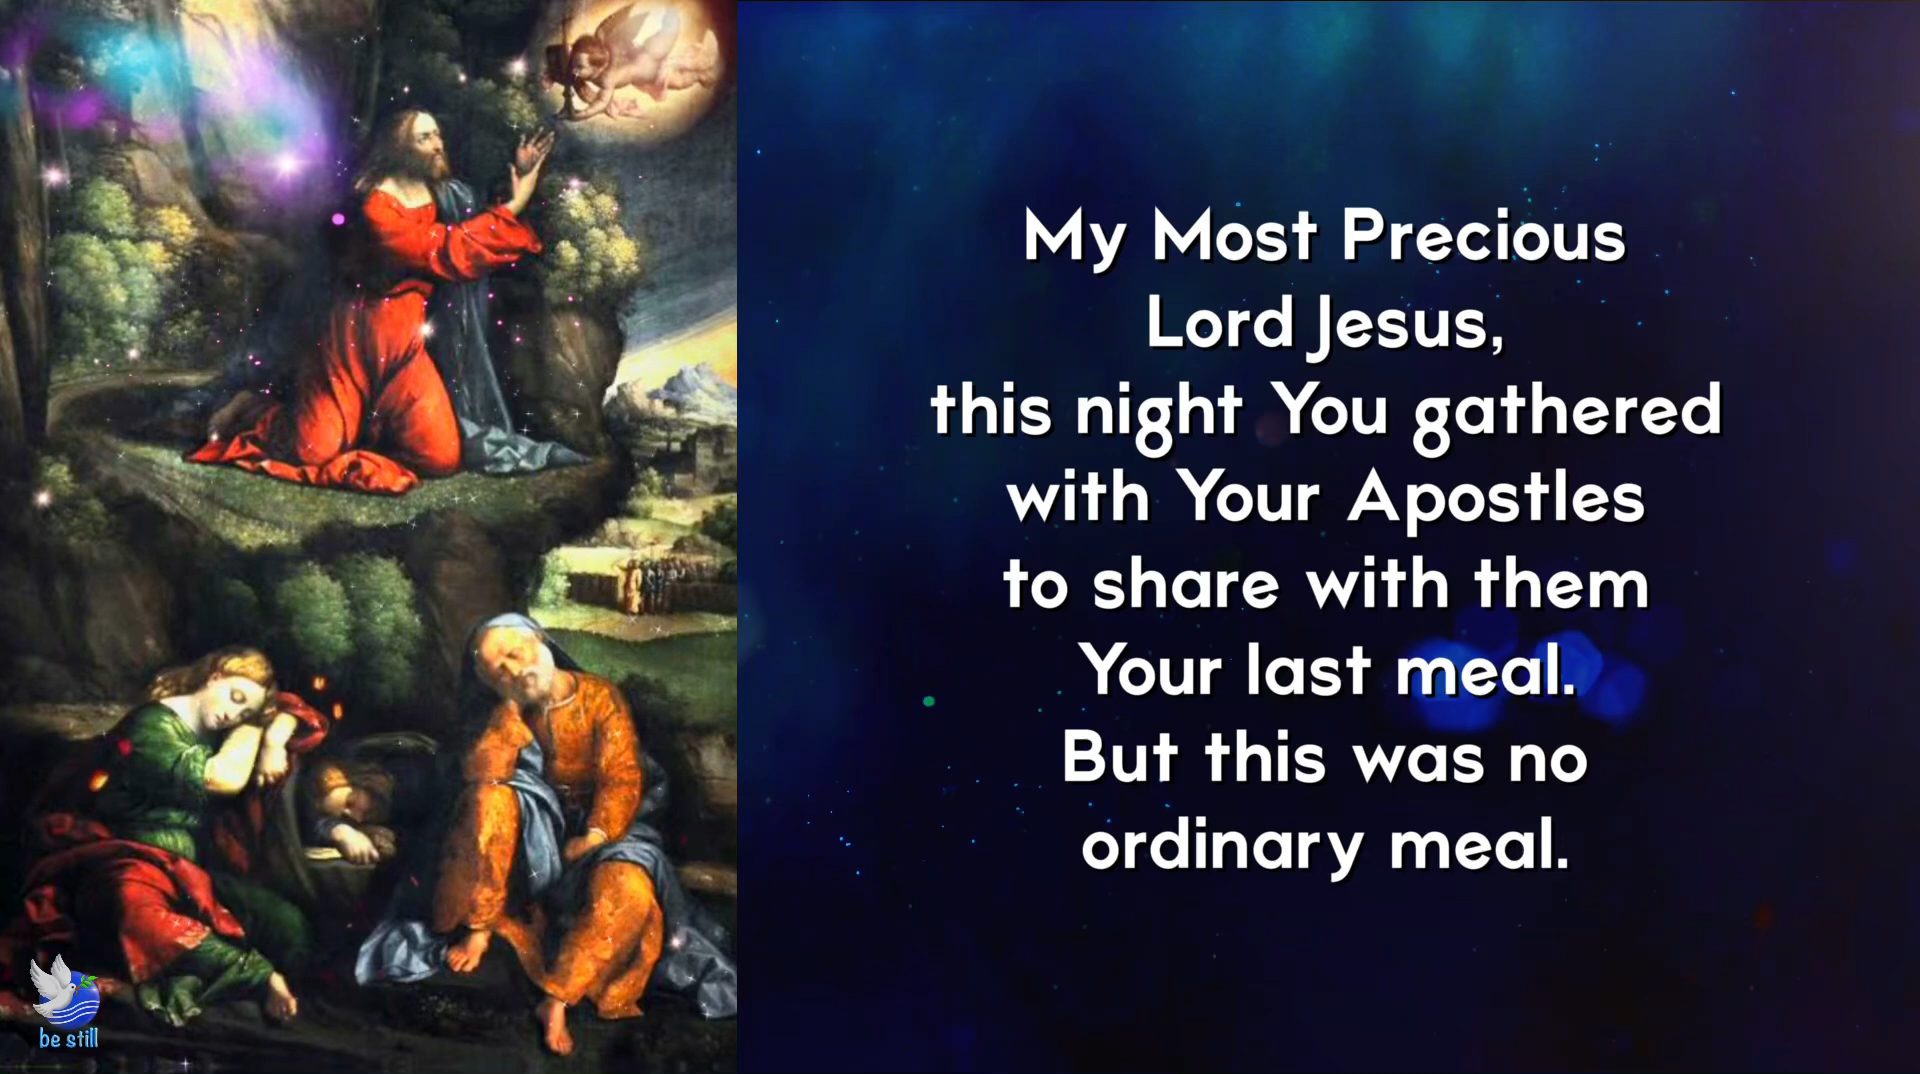 My Most Precious
Lord Jesus,
this night You gathered
with Your Apostles
to share with them
Your last meal.
But this was no
ordinary meal.
be still